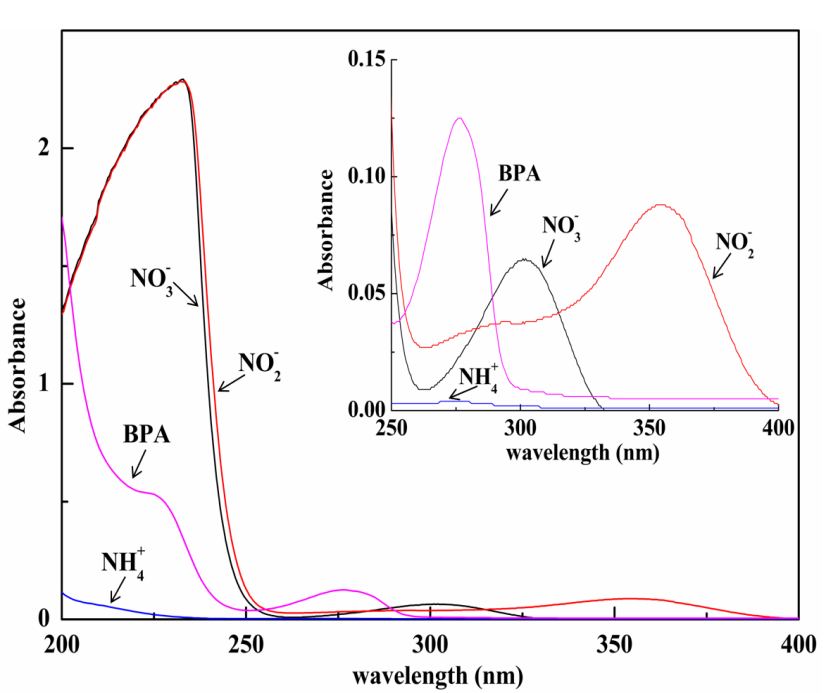 0.15
0.10
0.05
0.00
Absorbance
BPA
NO₃⁻
NO₂⁻
NH₄⁺
250 300 350 400
wavelength (nm)
2
1
0
Absorbance
NO₃⁻
NO₂⁻
BPA
NH₄⁺
200 250 300 350 400
wavelength (nm)